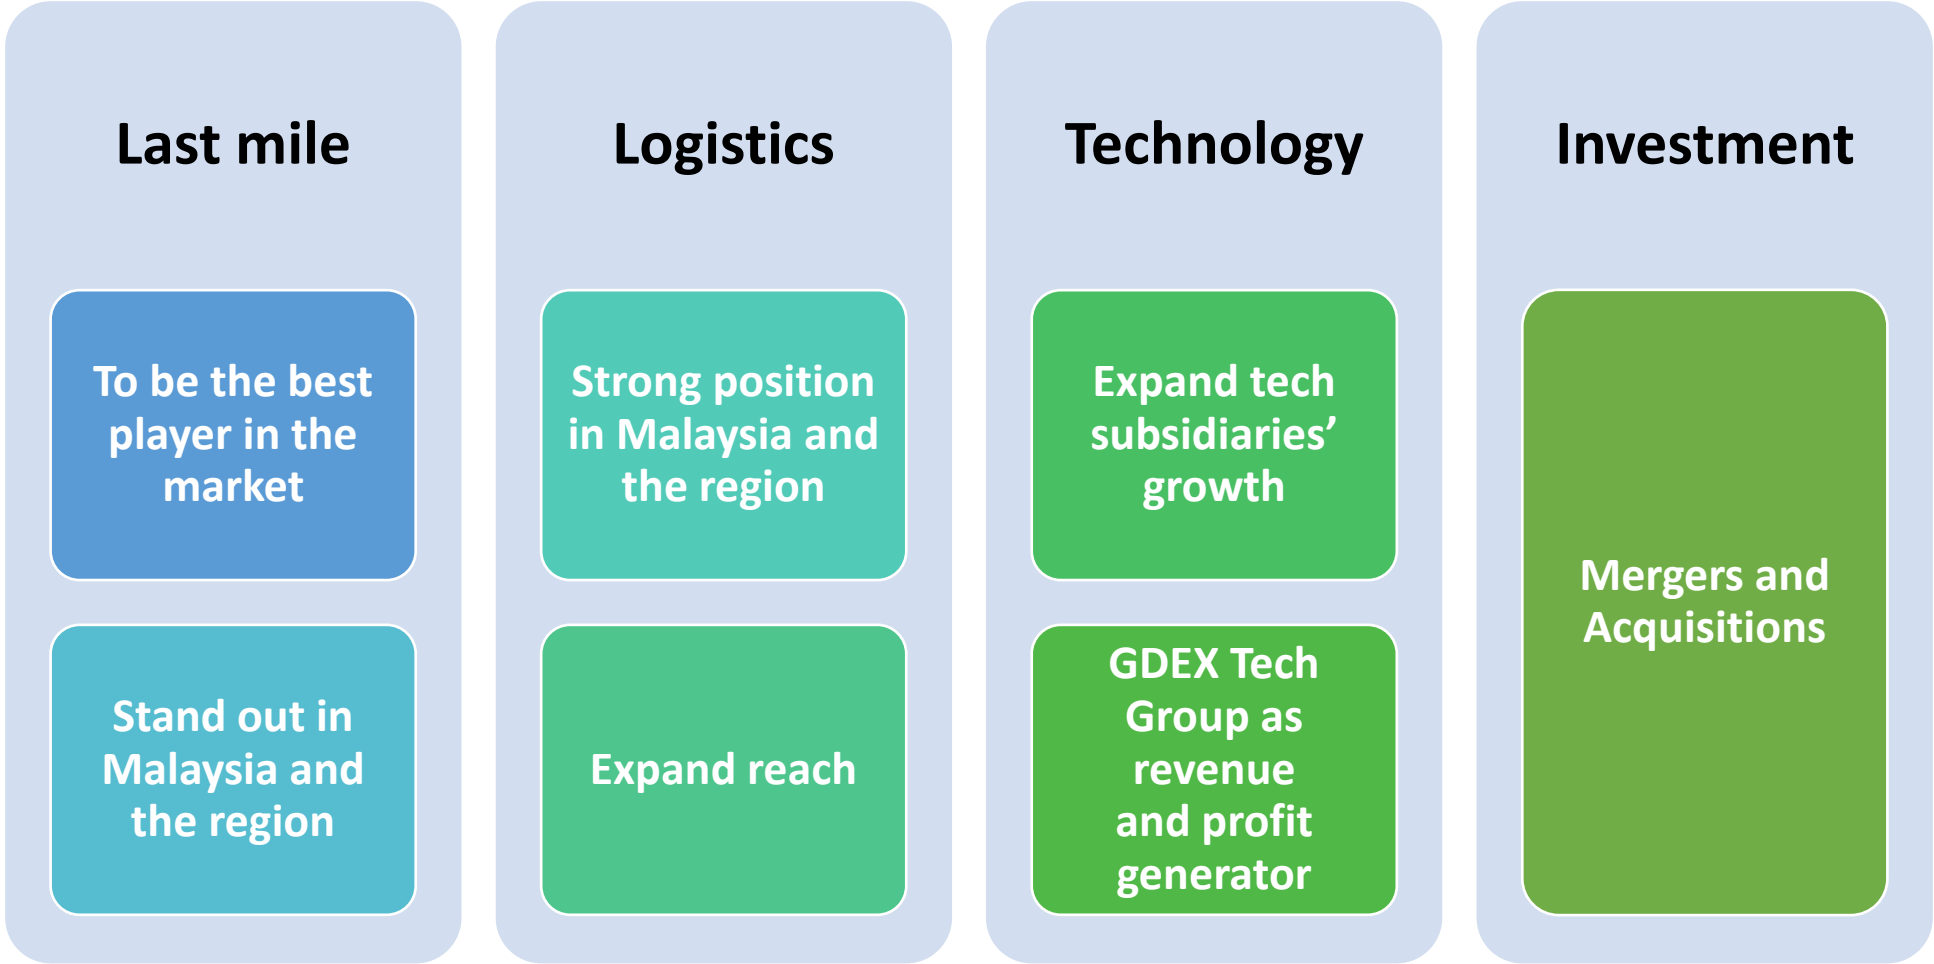 Last mile
To be the best
player in the
market
Stand out in
Malaysia and
the region
Logistics
Strong position
in Malaysia and
the region
Expand reach
Technology
Expand tech
subsidiaries’
growth
GDEX Tech
Group as
revenue
and profit
generator
Investment
Mergers and
Acquisitions